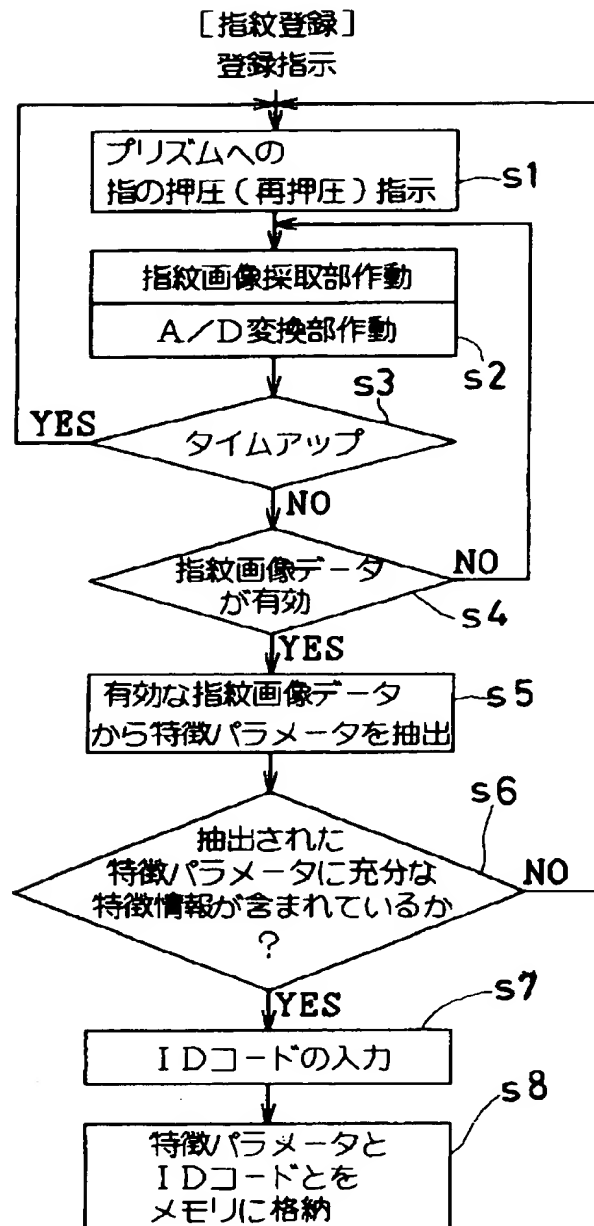 ［指紋登録］
登録指示
プリズムへの
指の押圧（再押圧）指示
s1
指紋画像採取部作動
A／D変換部作動
s2
s3
YES
タイムアップ
NO
指紋画像データ
が有効
NO
s4
YES
有効な指紋画像データ
から特徴パラメータを抽出
s5
s6
抽出された
特徴パラメータに充分な
特徴情報が含まれているか
？
NO
YES
s7
IDコードの入力
s8
特徴パラメータと
IDコードとを
メモリに格納